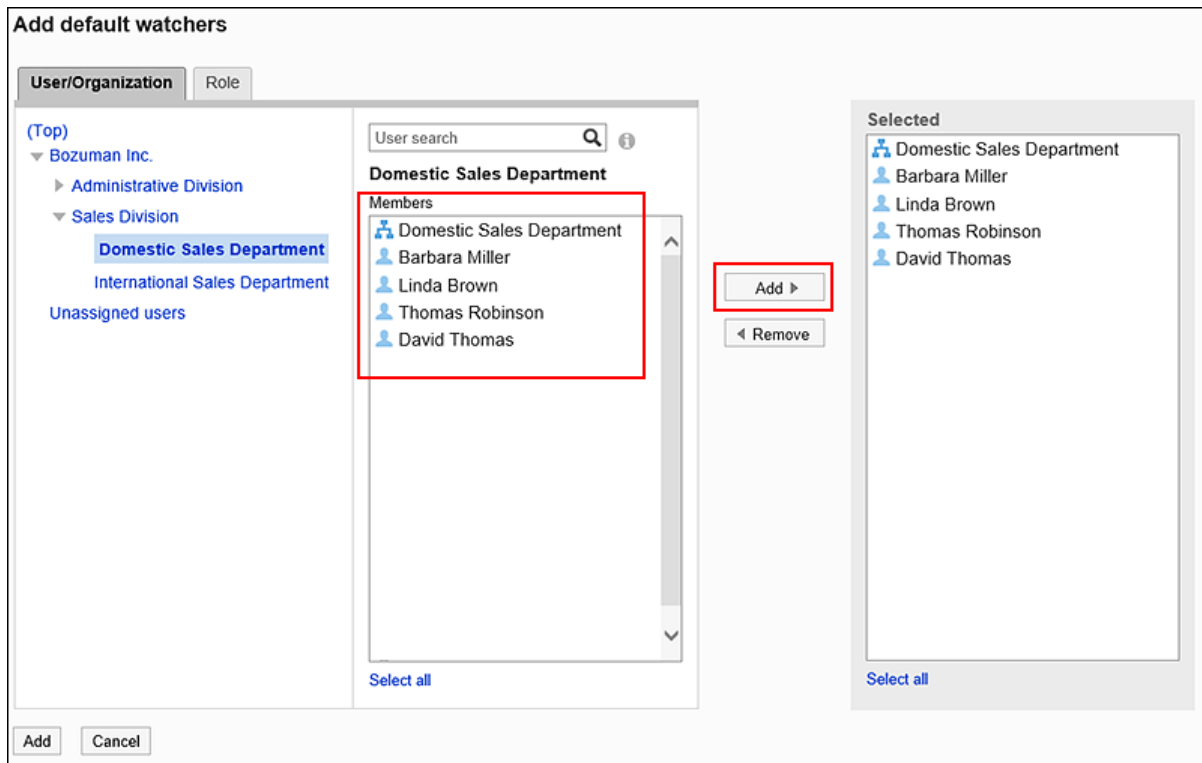 Add default watchers
User/Organization
Role
(Top)
Bozuman Inc.
Administrative Division
Sales Division
Domestic Sales Department
International Sales Department
Unassigned users
User search
Domestic Sales Department
Members
Domestic Sales Department
Barbara Miller
Linda Brown
Thomas Robinson
David Thomas
Select all
Add
Remove
Selected
Domestic Sales Department
Barbara Miller
Linda Brown
Thomas Robinson
David Thomas
Select all
Add
Cancel